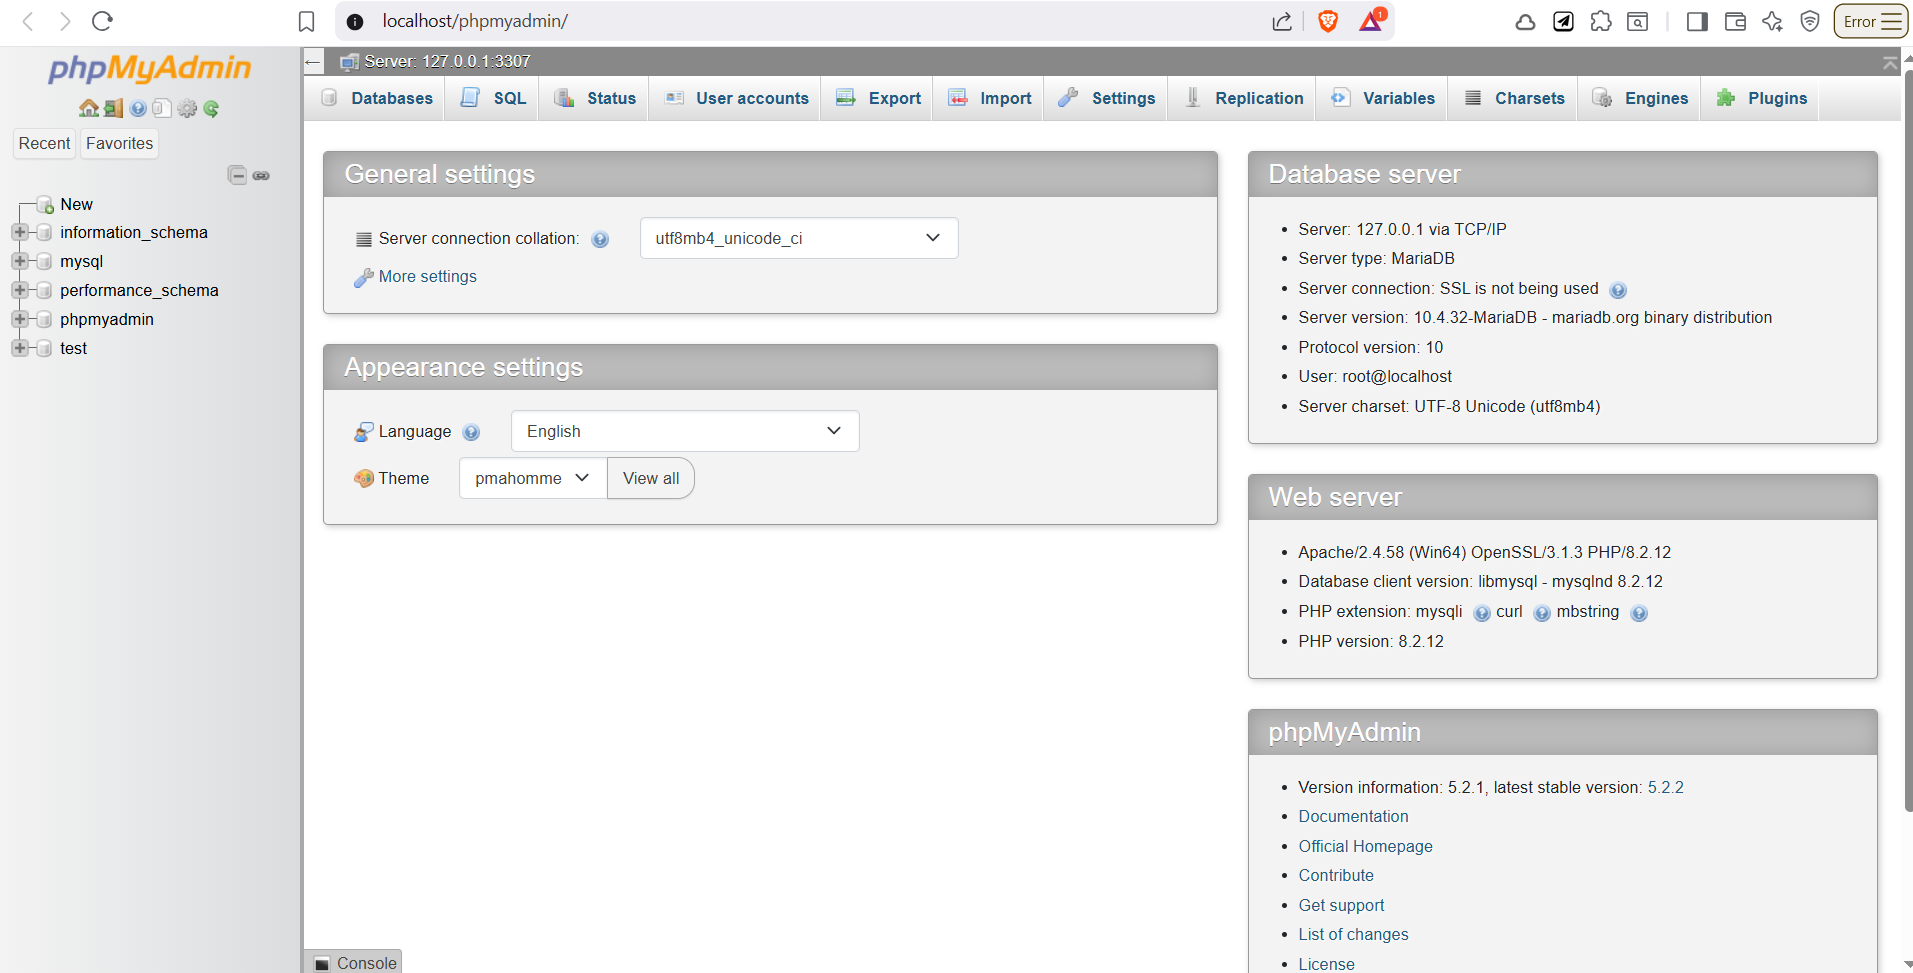 localhost/phpmyadmin/
1
Error
phpMyAdmin
Recent
Favorites
New
information_schema
mysql
performance_schema
phpmyadmin
test
Server: 127.0.0.1:3307
Databases
SQL
Status
User accounts
Export
Import
Settings
Replication
Variables
Charsets
Engines
Plugins
General settings
Server connection collation:
utf8mb4_unicode_ci
More settings
Appearance settings
Language
English
Theme
pmahomme
View all
Database server
Server: 127.0.0.1 via TCP/IP
Server type: MariaDB
Server connection: SSL is not being used
Server version: 10.4.32-MariaDB - mariadb.org binary distribution
Protocol version: 10
User: root@localhost
Server charset: UTF-8 Unicode (utf8mb4)
Web server
Apache/2.4.58 (Win64) OpenSSL/3.1.3 PHP/8.2.12
Database client version: libmysql - mysqlnd 8.2.12
PHP extension: mysqli curl mbstring
PHP version: 8.2.12
phpMyAdmin
Version information: 5.2.1, latest stable version: 5.2.2
Documentation
Official Homepage
Contribute
Get support
List of changes
License
Console